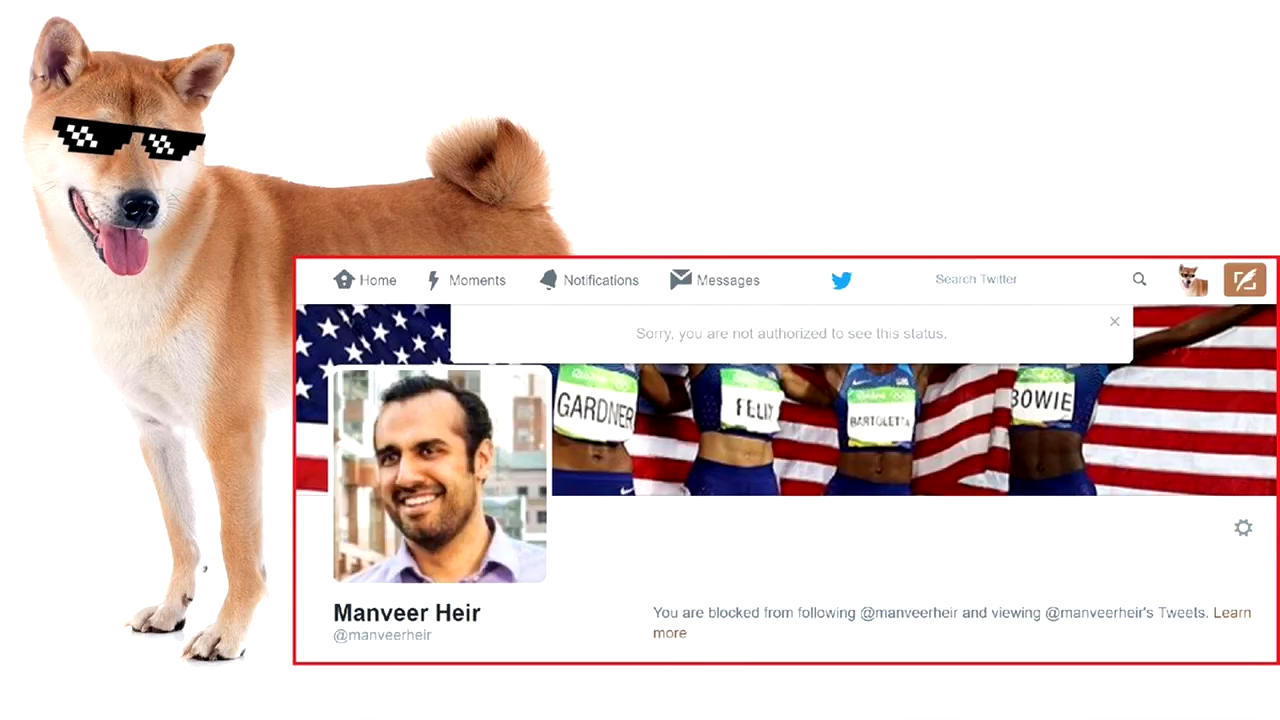 Home Moments Notifications Messages Search Twitter
Sorry, you are not authorized to see this status.
GARDNER FELIX BARTOLETTA BOWIE
Manveer Heir
@manveerheir
You are blocked from following @manveerheir and viewing @manveerheir's Tweets. Learn
more